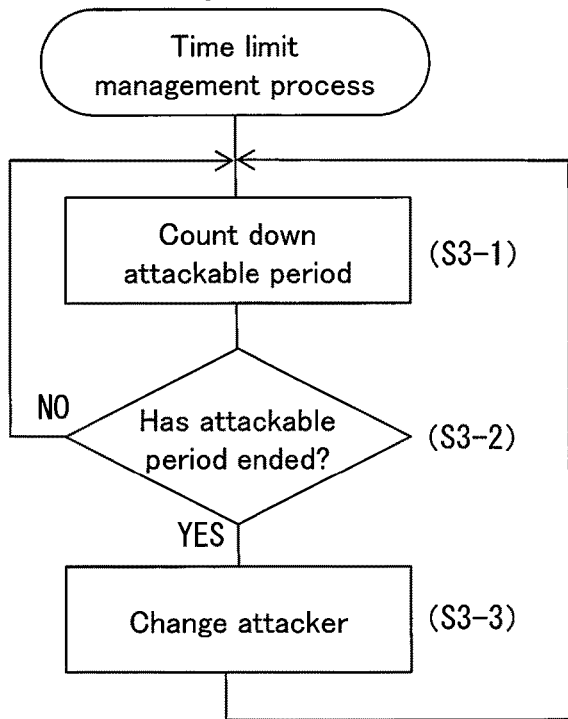 Time limit
management process
Count down
attackable period
(S3-1)
NO
Has attackable
period ended?
(S3-2)
YES
Change attacker
(S3-3)